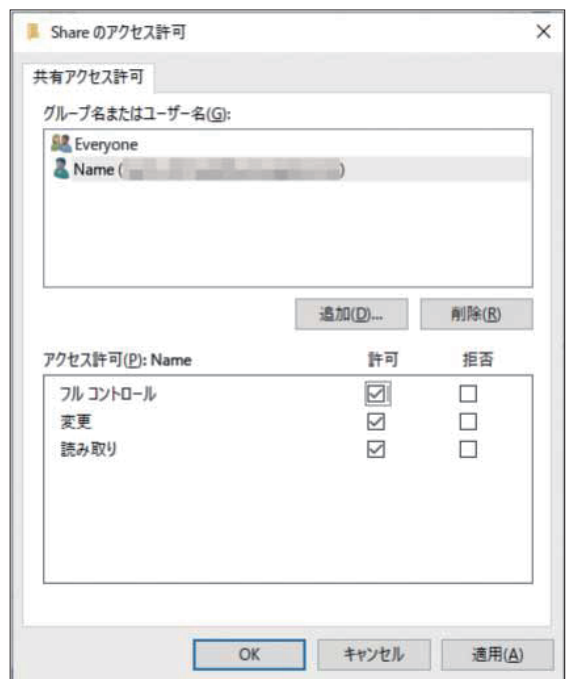 Share のアクセス許可
共有アクセス許可
グループ名またはユーザー名(G):
Everyone
Name ( )
追加(D)... 削除(R)
アクセス許可(P): Name 許可 拒否
フル コントロール
変更
読み取り
OK キャンセル 適用(A)